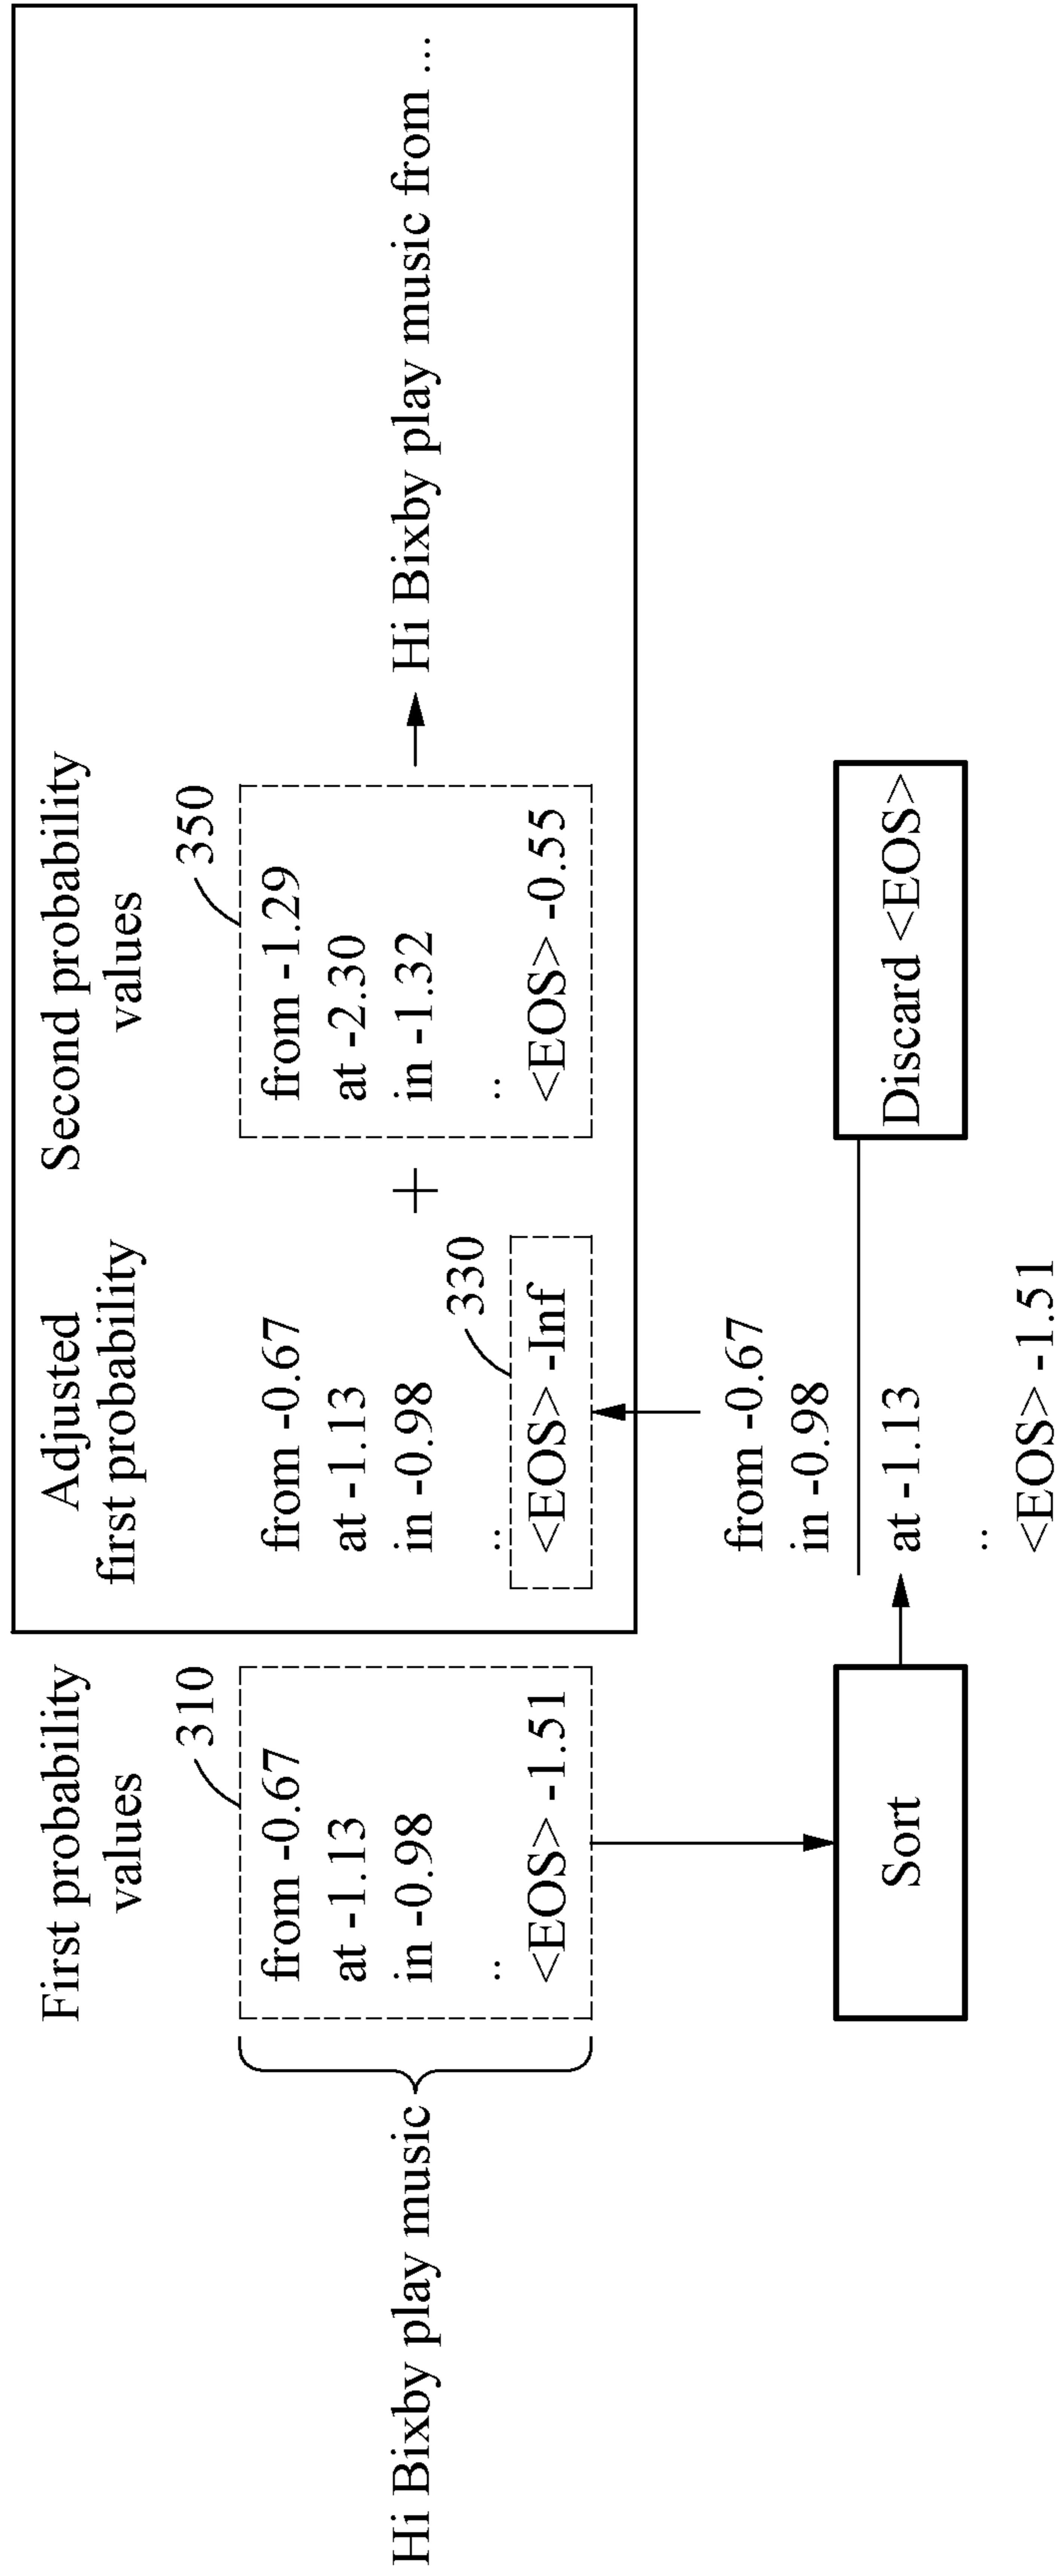 Hi Bixby play music
First probability
values
310
from -0.67
at -1.13
in -0.98
..
<EOS> -1.51
Adjusted
first probability
from -0.67
at -1.13
in -0.98
..
330
<EOS> -Inf
+
Second probability
values
350
from -1.29
at -2.30
in -1.32
..
<EOS> -0.55
Hi Bixby play music from ...
Sort
from -0.67
in -0.98
at -1.13
..
<EOS> -1.51
Discard <EOS>